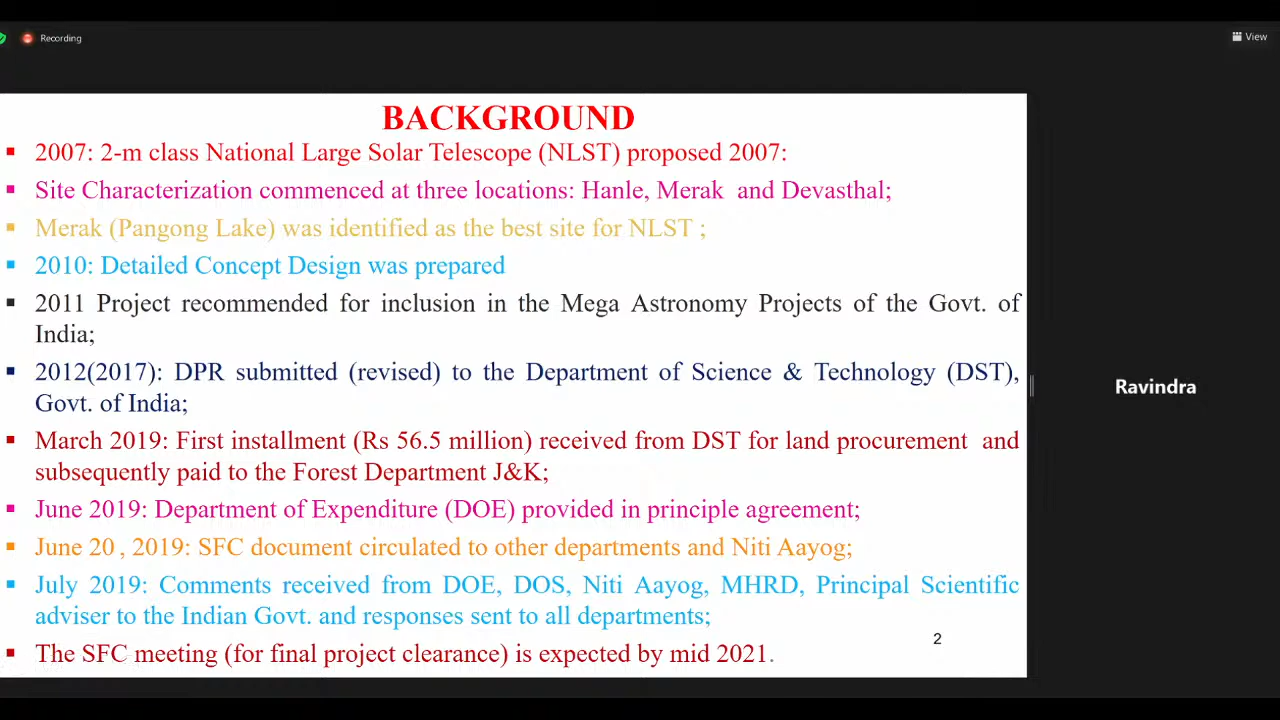 Recording
View
BACKGROUND
▪ 2007: 2-m class National Large Solar Telescope (NLST) proposed 2007:
▪ Site Characterization commenced at three locations: Hanle, Merak and Devasthal;
▪ Merak (Pangong Lake) was identified as the best site for NLST ;
▪ 2010: Detailed Concept Design was prepared
▪ 2011 Project recommended for inclusion in the Mega Astronomy Projects of the Govt. of
India;
▪ 2012(2017): DPR submitted (revised) to the Department of Science & Technology (DST),
Govt. of India;
▪ March 2019: First installment (Rs 56.5 million) received from DST for land procurement and
subsequently paid to the Forest Department J&K;
▪ June 2019: Department of Expenditure (DOE) provided in principle agreement;
▪ June 20 , 2019: SFC document circulated to other departments and Niti Aayog;
▪ July 2019: Comments received from DOE, DOS, Niti Aayog, MHRD, Principal Scientific
adviser to the Indian Govt. and responses sent to all departments;
▪ The SFC meeting (for final project clearance) is expected by mid 2021.
2
Ravindra